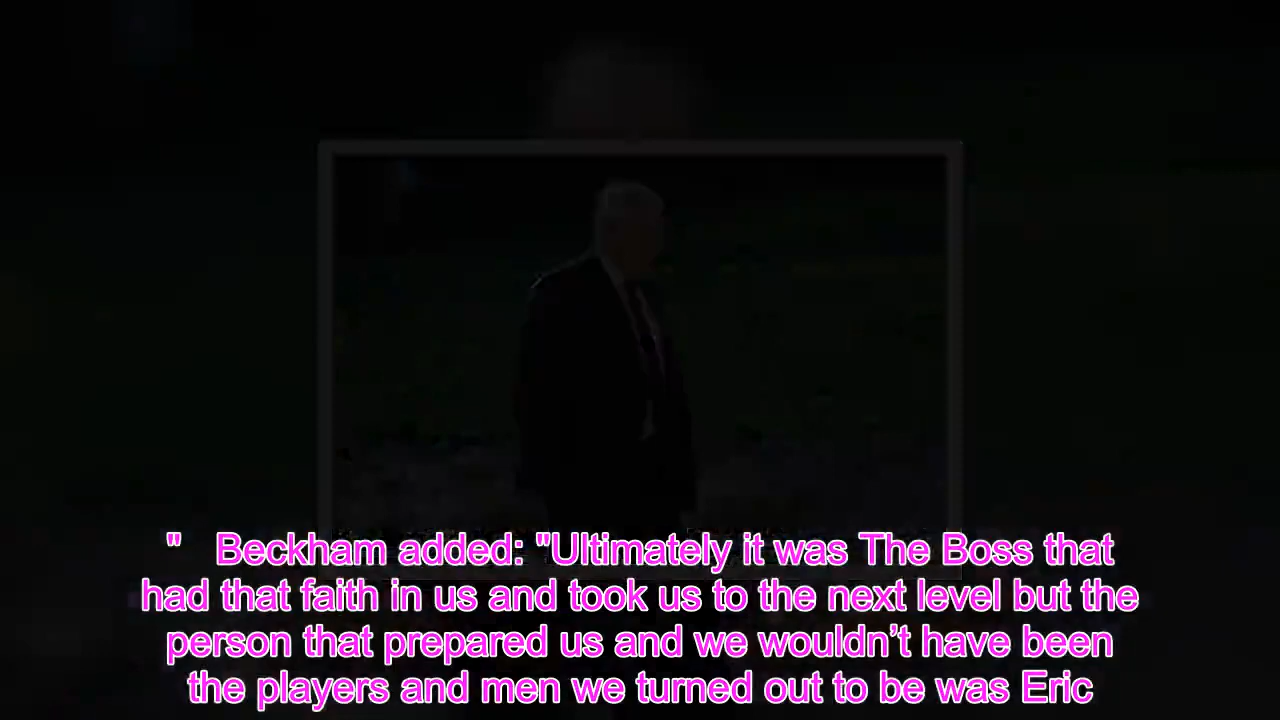 "   Beckham added: "Ultimately it was The Boss that
had that faith in us and took us to the next level but the
person that prepared us and we wouldn’t have been
the players and men we turned out to be was Eric